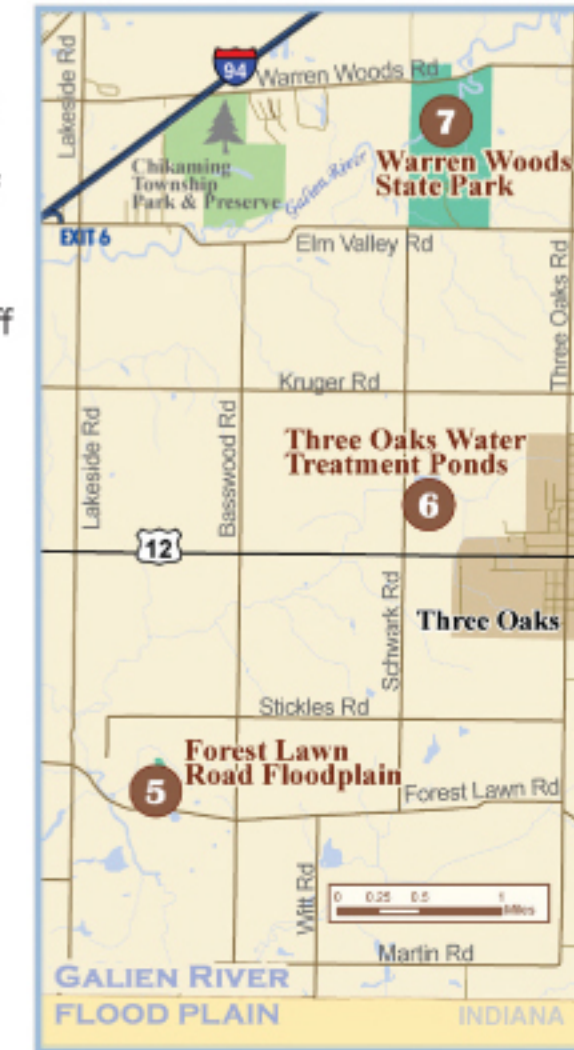 ff
94
Warren Woods Rd
Lakeside Rd
7
Warren Woods
State Park
Chikaming
Township
Park & Preserve
Galien River
EXIT 6
Elm Valley Rd
Three Oaks Rd
Kruger Rd
Lakeside Rd
Basswood Rd
Three Oaks Water
Treatment Ponds
6
12
Schwark Rd
Three Oaks
Stickles Rd
Forest Lawn
Road Floodplain
5
Forest Lawn Rd
Witt Rd
0 0.25 0.5 1
Miles
Martin Rd
GALIEN RIVER
FLOOD PLAIN
INDIANA